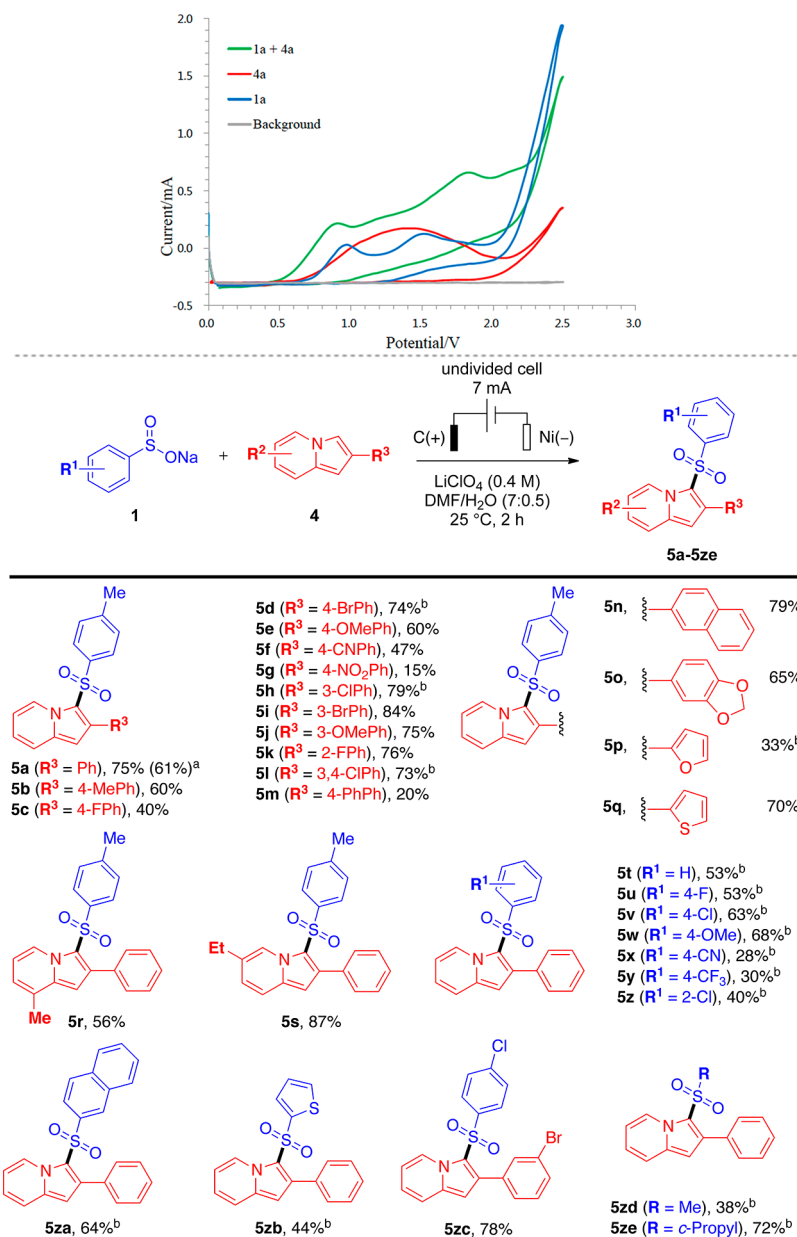 2.0
1.5
1.0
0.5
0.0
-0.5
Current/mA
1a + 4a
4a
1a
Background
0.0 0.5 1.0 1.5 2.0 2.5 3.0
Potential/V
undivided cell
7 mA
C(+) Ni(−)
R1 S O ONa
+
R2 N R3
LiClO4 (0.4 M)
DMF/H2O (7:0.5)
25 °C, 2 h
R1 S O O R2 N R3
1
4
5a-5ze
Me
S O O N R3
5a (R3 = Ph), 75% (61%)a
5b (R3 = 4-MePh), 60%
5c (R3 = 4-FPh), 40%
5d (R3 = 4-BrPh), 74%b
5e (R3 = 4-OMePh), 60%
5f (R3 = 4-CNPh), 47%
5g (R3 = 4-NO2Ph), 15%
5h (R3 = 3-ClPh), 79%b
5i (R3 = 3-BrPh), 84%
5j (R3 = 3-OMePh), 75%
5k (R3 = 2-FPh), 76%
5l (R3 = 3,4-ClPh), 73%b
5m (R3 = 4-PhPh), 20%
Me
S O O N
5n, 79%
5o, O O 65%
5p, O 33%b
5q, S 70%
Me
S O O N
Me
5r, 56%
Me
S O O N
Et
5s, 87%
R1
S O O N
5t (R1 = H), 53%b
5u (R1 = 4-F), 53%b
5v (R1 = 4-Cl), 63%b
5w (R1 = 4-OMe), 68%b
5x (R1 = 4-CN), 28%b
5y (R1 = 4-CF3), 30%b
5z (R1 = 2-Cl), 40%b
S O O N
5za, 64%b
S
S O O N
5zb, 44%b
Cl
S O O N
Br
5zc, 78%
R
S O O N
5zd (R = Me), 38%b
5ze (R = c-Propyl), 72%b